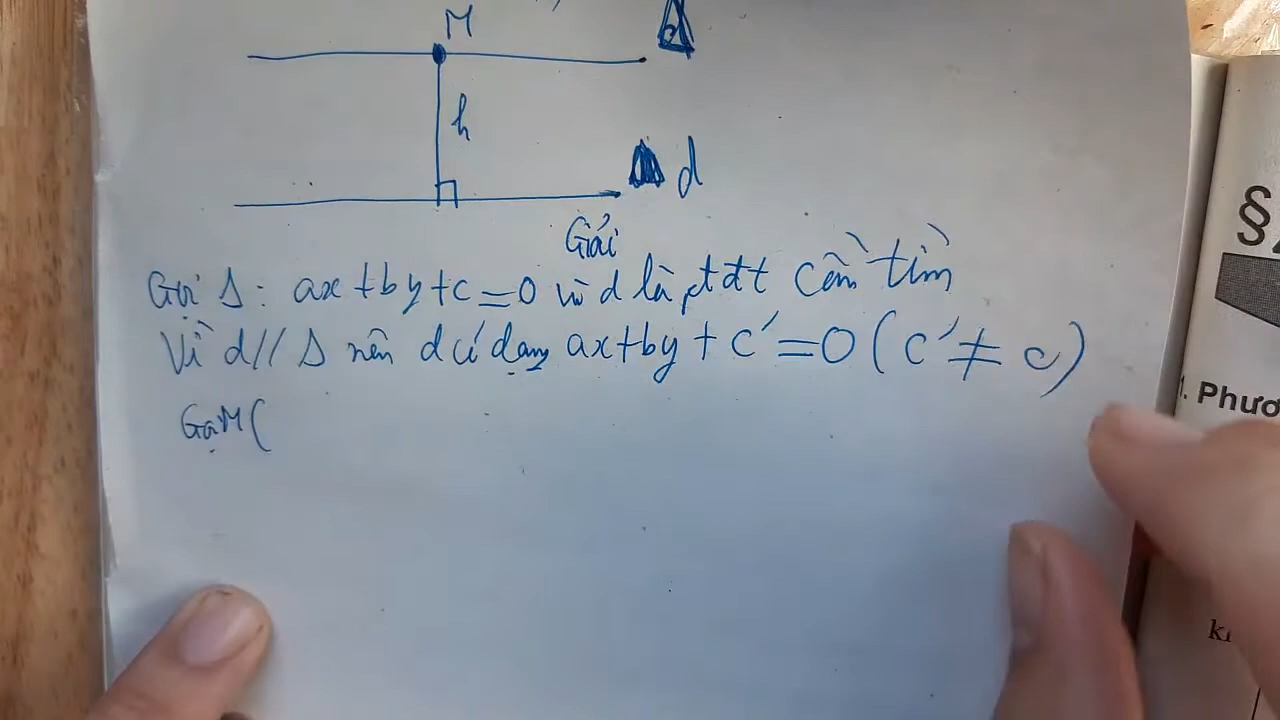 M
h
d
Giải
Gọi Δ: ax+by+c=0 và d là ptđt cần tìm
Vì d // Δ nên d có dạng ax+by+c'=0 (c' ≠ c)
Gọi M(
§
1. Phươ